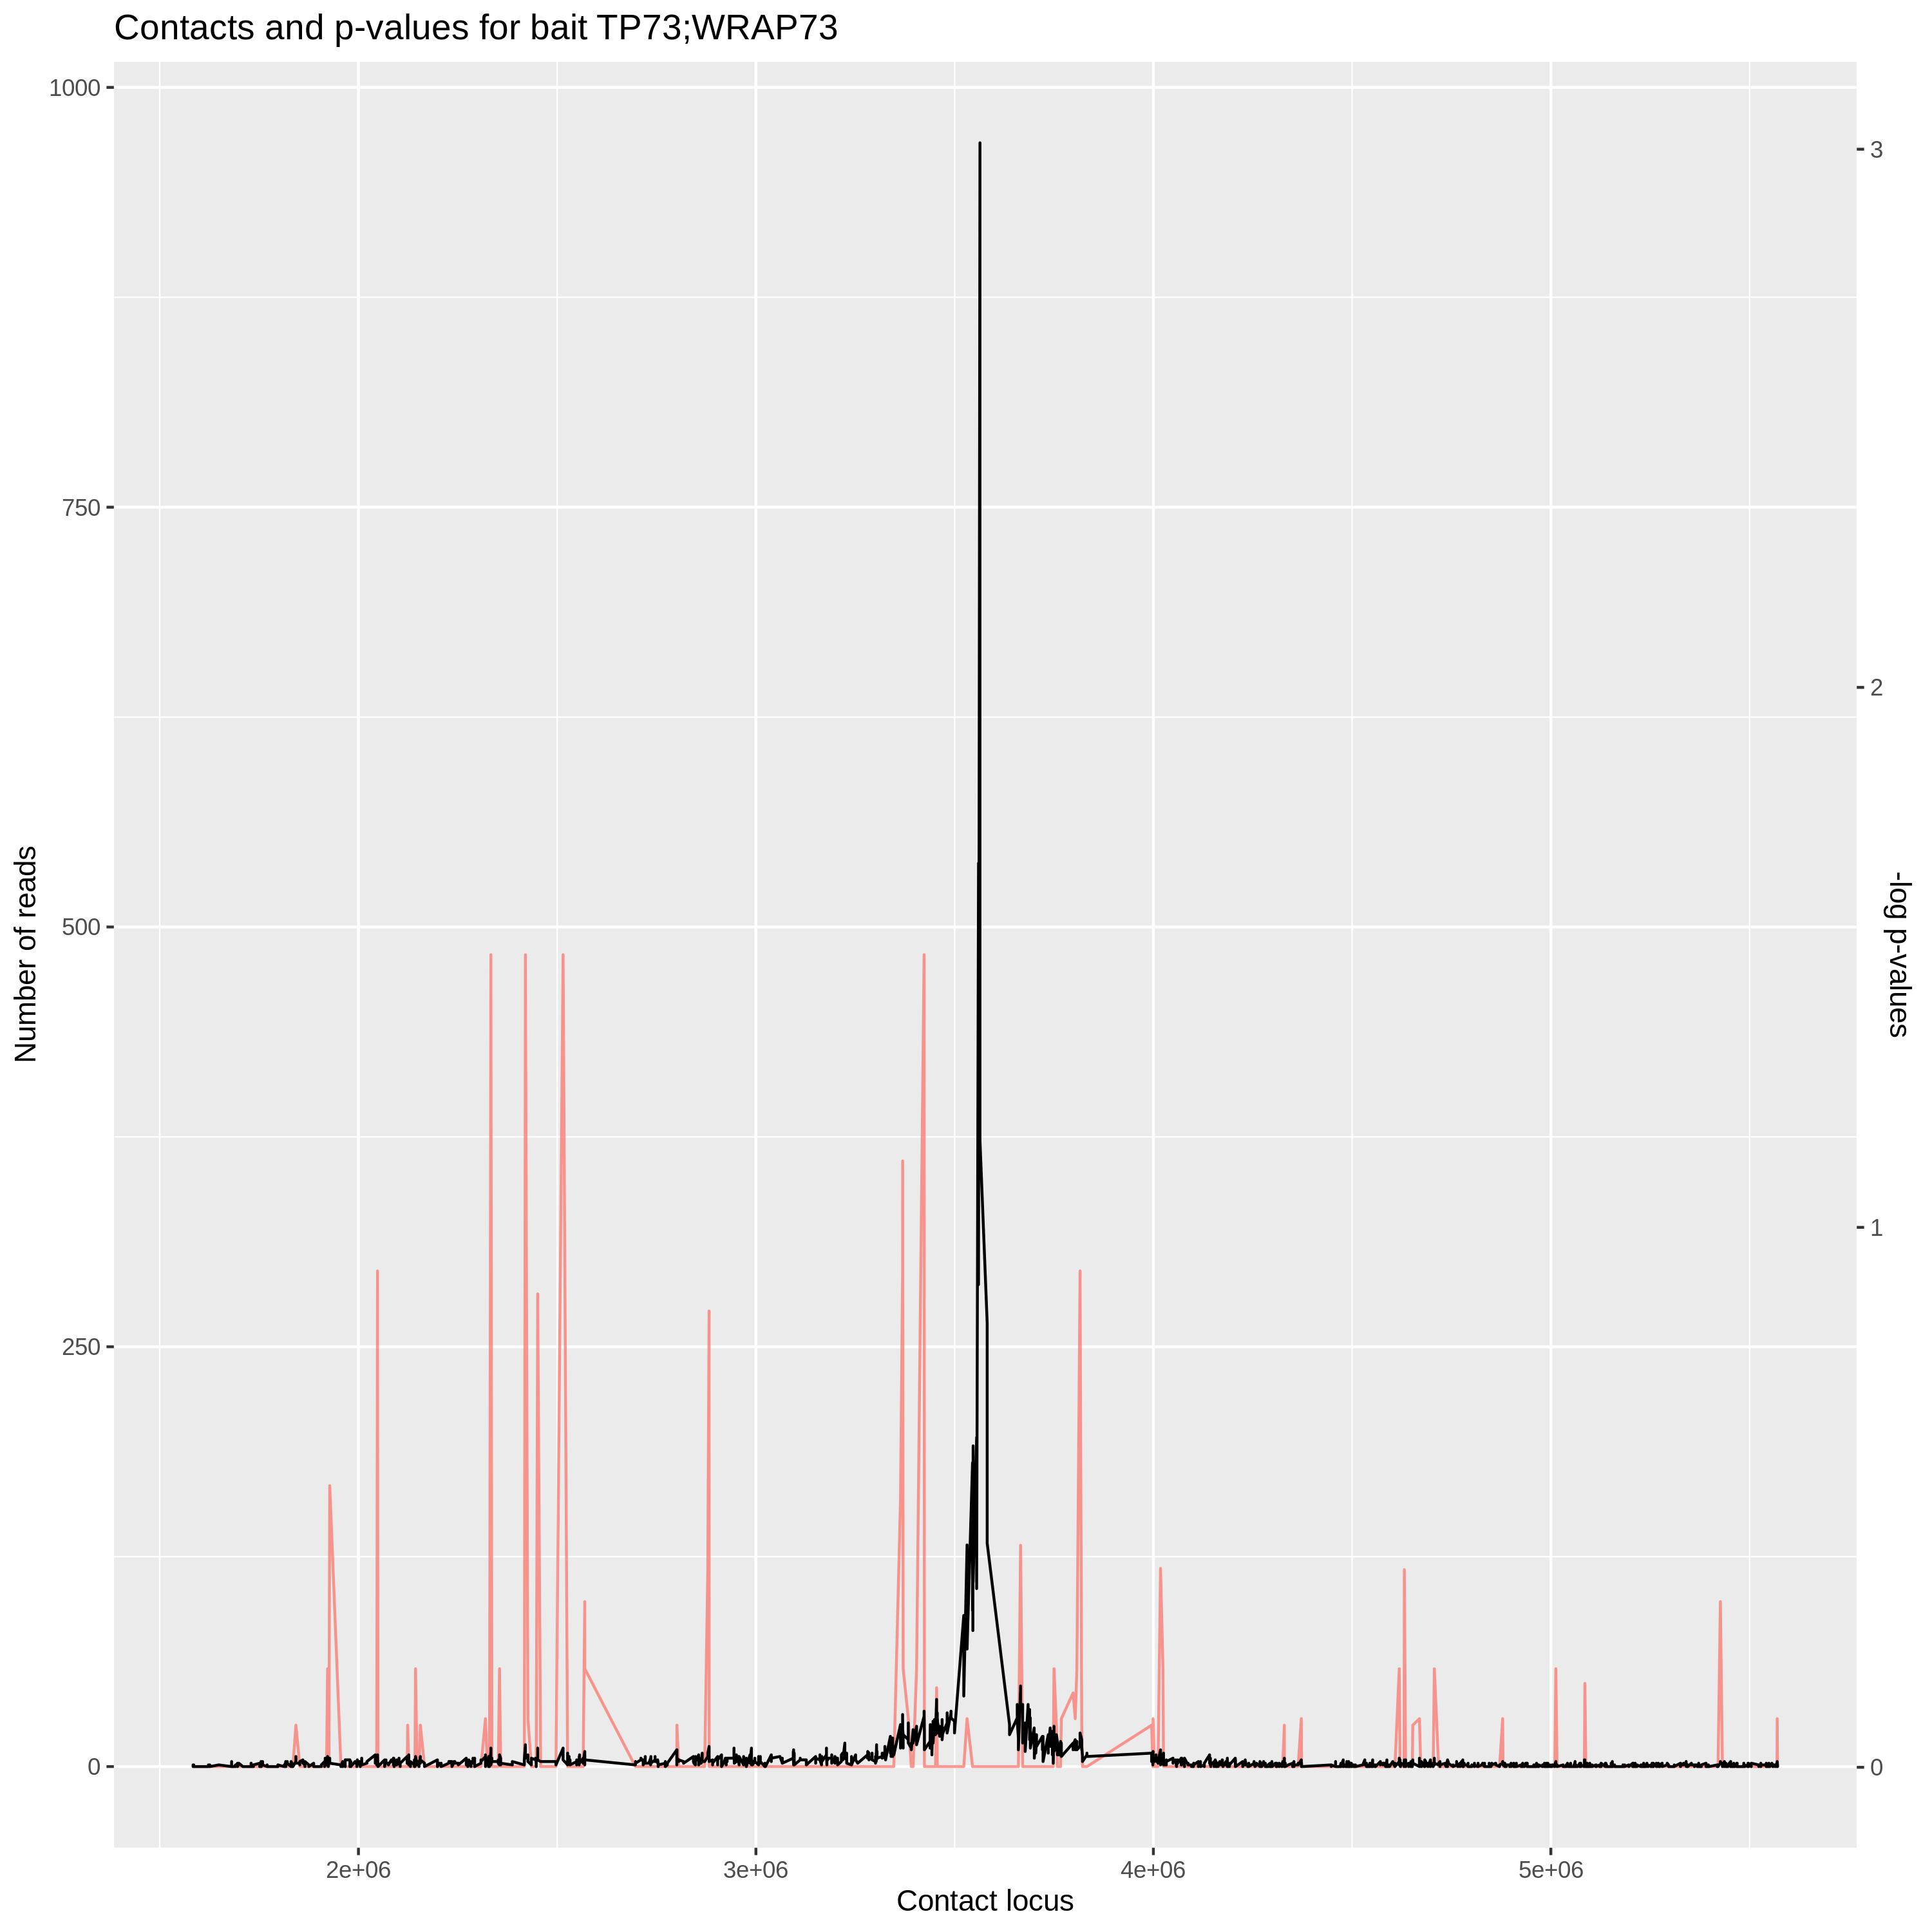 Contacts and p-values for bait TP73;WRAP73
1000
750
500
250
0
Number of reads
3
2
1
0
-log p-values
2e+06
3e+06
4e+06
5e+06
Contact locus